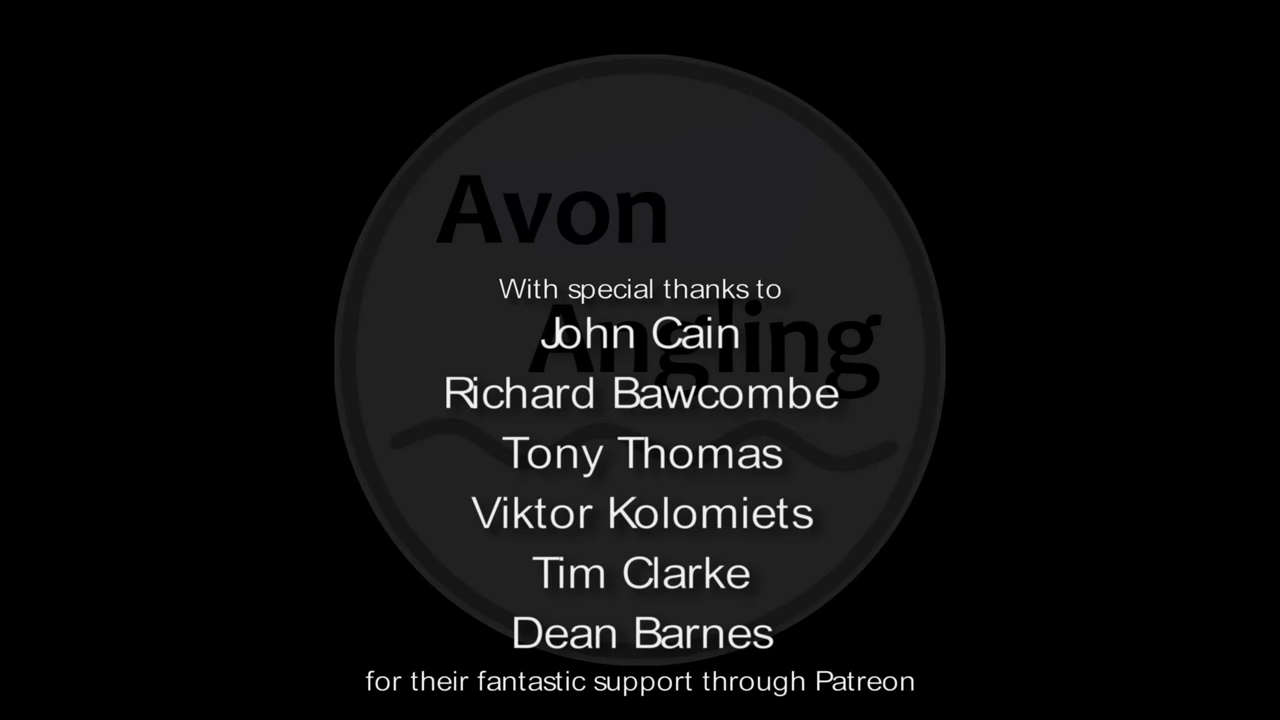 Avon
With special thanks to
Angling
John Cain
Richard Bawcombe
Tony Thomas
Viktor Kolomiets
Tim Clarke
Dean Barnes
for their fantastic support through Patreon